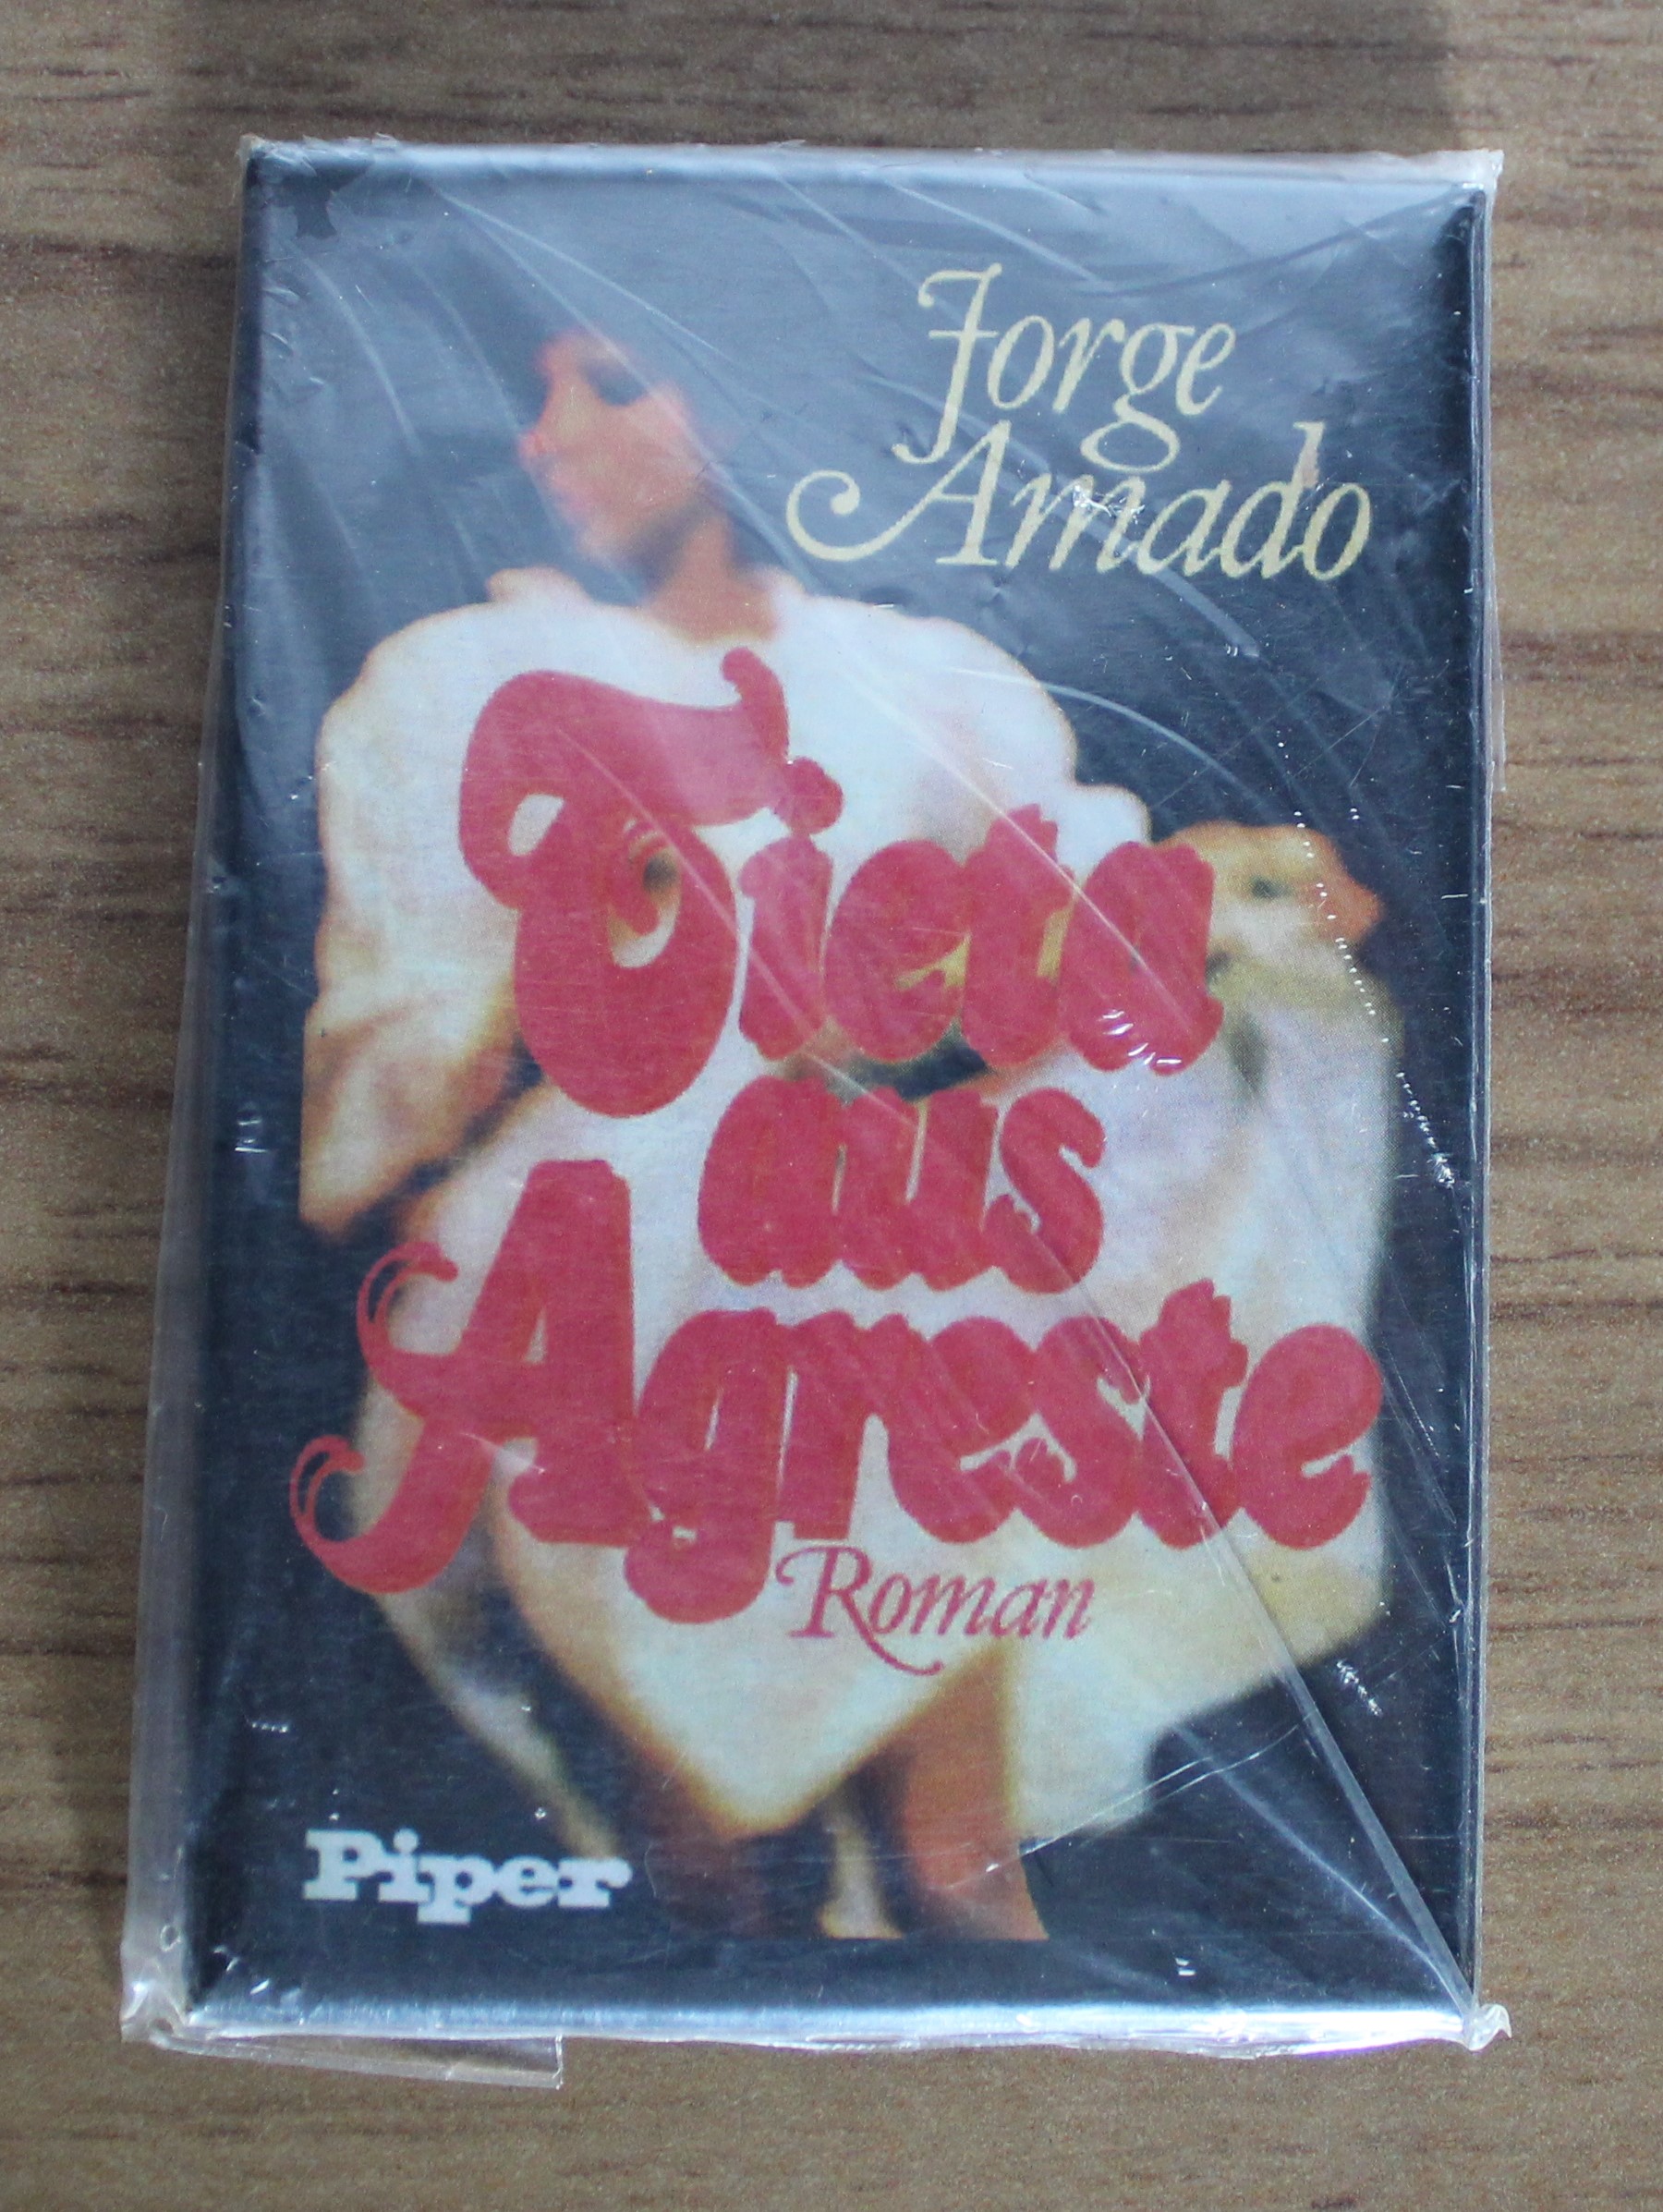 Jorge
Amado
Tieta
aus
Agreste
Roman
Piper